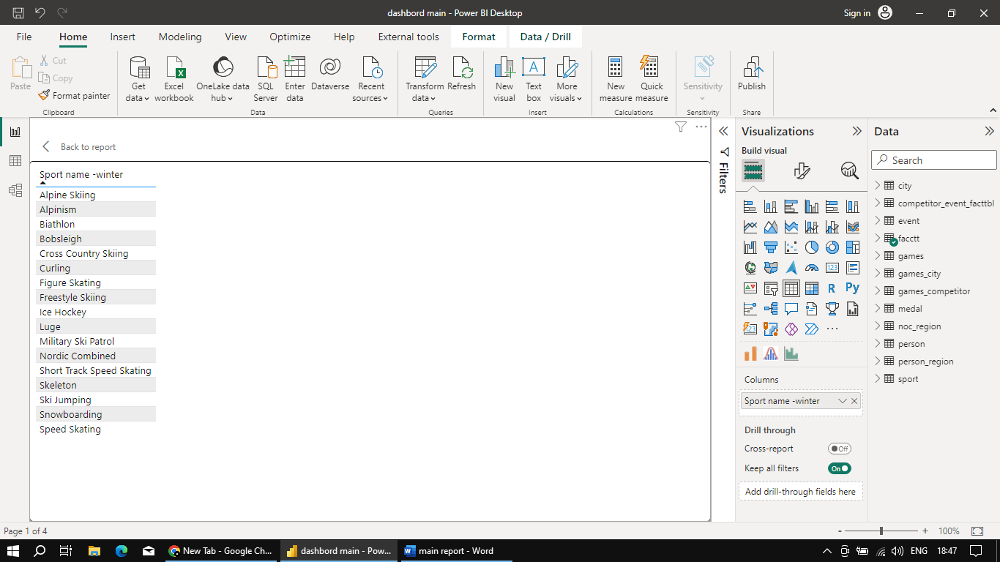 dashbord main - Power BI Desktop
Sign in
File Home Insert Modeling View Optimize Help External tools Format Data / Drill
Paste
Cut
Copy
Format painter
Clipboard
Get data
Excel workbook
OneLake data hub
SQL Server
Enter data
Dataverse
Recent sources
Data
Transform data
Refresh
Queries
New visual
Text box
More visuals
Insert
New measure
Quick measure
Calculations
Sensitivity
Sensitivity
Publish
Share
Back to report
Sport name -winter
Alpine Skiing
Alpinism
Biathlon
Bobsleigh
Cross Country Skiing
Curling
Figure Skating
Freestyle Skiing
Ice Hockey
Luge
Military Ski Patrol
Nordic Combined
Short Track Speed Skating
Skeleton
Ski Jumping
Snowboarding
Speed Skating
Filters
Visualizations
Build visual
123
R
Py
123
Columns
Sport name -winter
Drill through
Cross-report
Off
Keep all filters
On
Add drill-through fields here
Data
Search
city
competitor_event_facttbl
event
facctt
games
games_city
games_competitor
medal
noc_region
person
person_region
sport
Page 1 of 4
- + 100%
New Tab - Google Ch...
dashbord main - Pow...
main report - Word
ENG 18:47